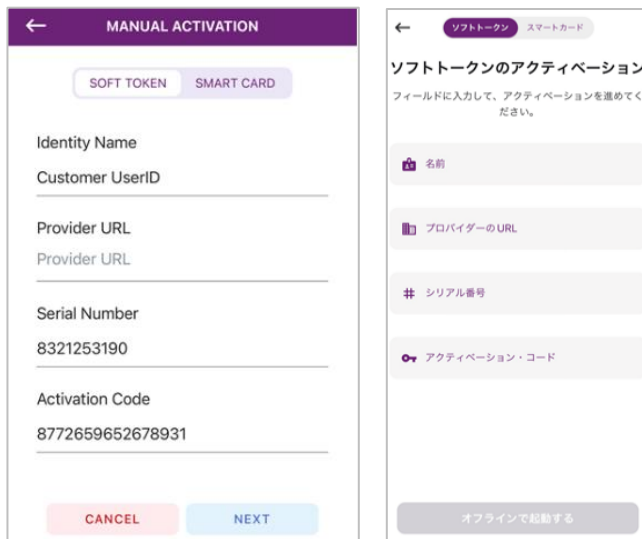 MANUAL ACTIVATION
SOFT TOKEN SMART CARD
Identity Name
Customer UserID
Provider URL
Provider URL
Serial Number
8321253190
Activation Code
8772659652678931
CANCEL NEXT
ソフトトークン スマートカード
ソフトトークンのアクティベーション
フィールドに入力して、アクティベーションを進めてく
ださい。
名前
プロバイダーのURL
シリアル番号
アクティベーション・コード
オフラインで起動する